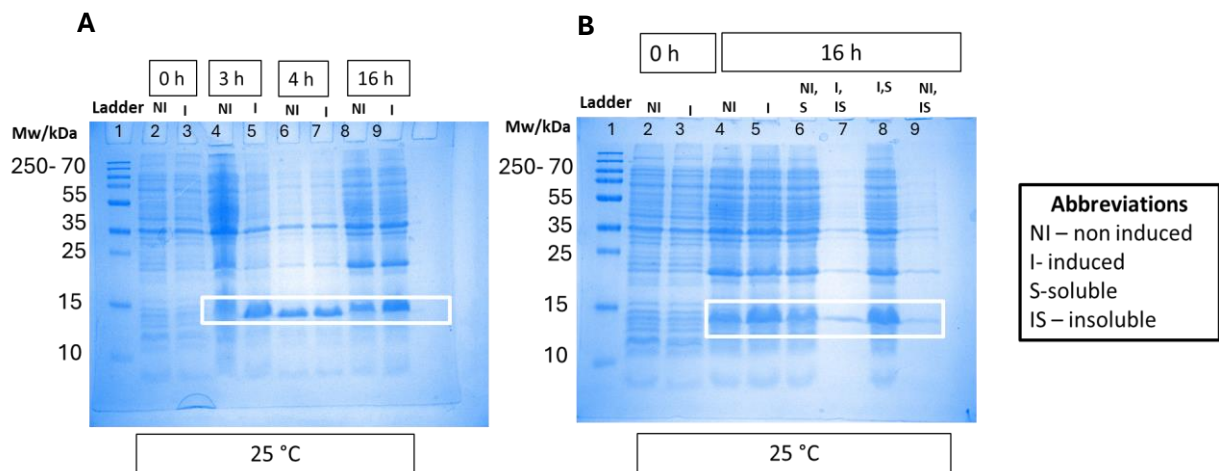 A
0 h 3 h 4 h 16 h
Ladder NI I NI I NI I NI I
Mw/kDa 1 2 3 4 5 6 7 8 9
250- 70
55
35
25
15
10
25 °C
B
0 h 16 h
Ladder NI I NI I NI, S I, IS I,S NI, IS
Mw/kDa 1 2 3 4 5 6 7 8 9
250- 70
55
35
25
15
10
25 °C
Abbreviations
NI – non induced
I- induced
S-soluble
IS – insoluble